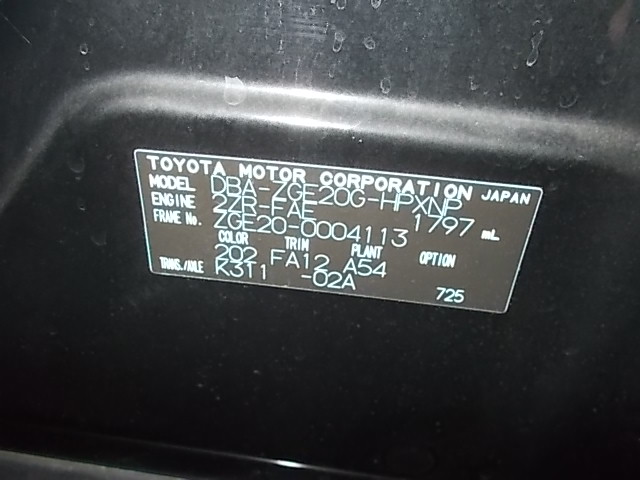 TOYOTA MOTOR CORPORATION JAPAN
MODEL DBA-ZGE20G-HPXNP
ENGINE 2ZR-FAE 1797 mL
FRAME No. ZGE20-0004113
COLOR TRIM PLANT OPTION
202 FA12 A54
TRANS./AXLE K311 -02A
725